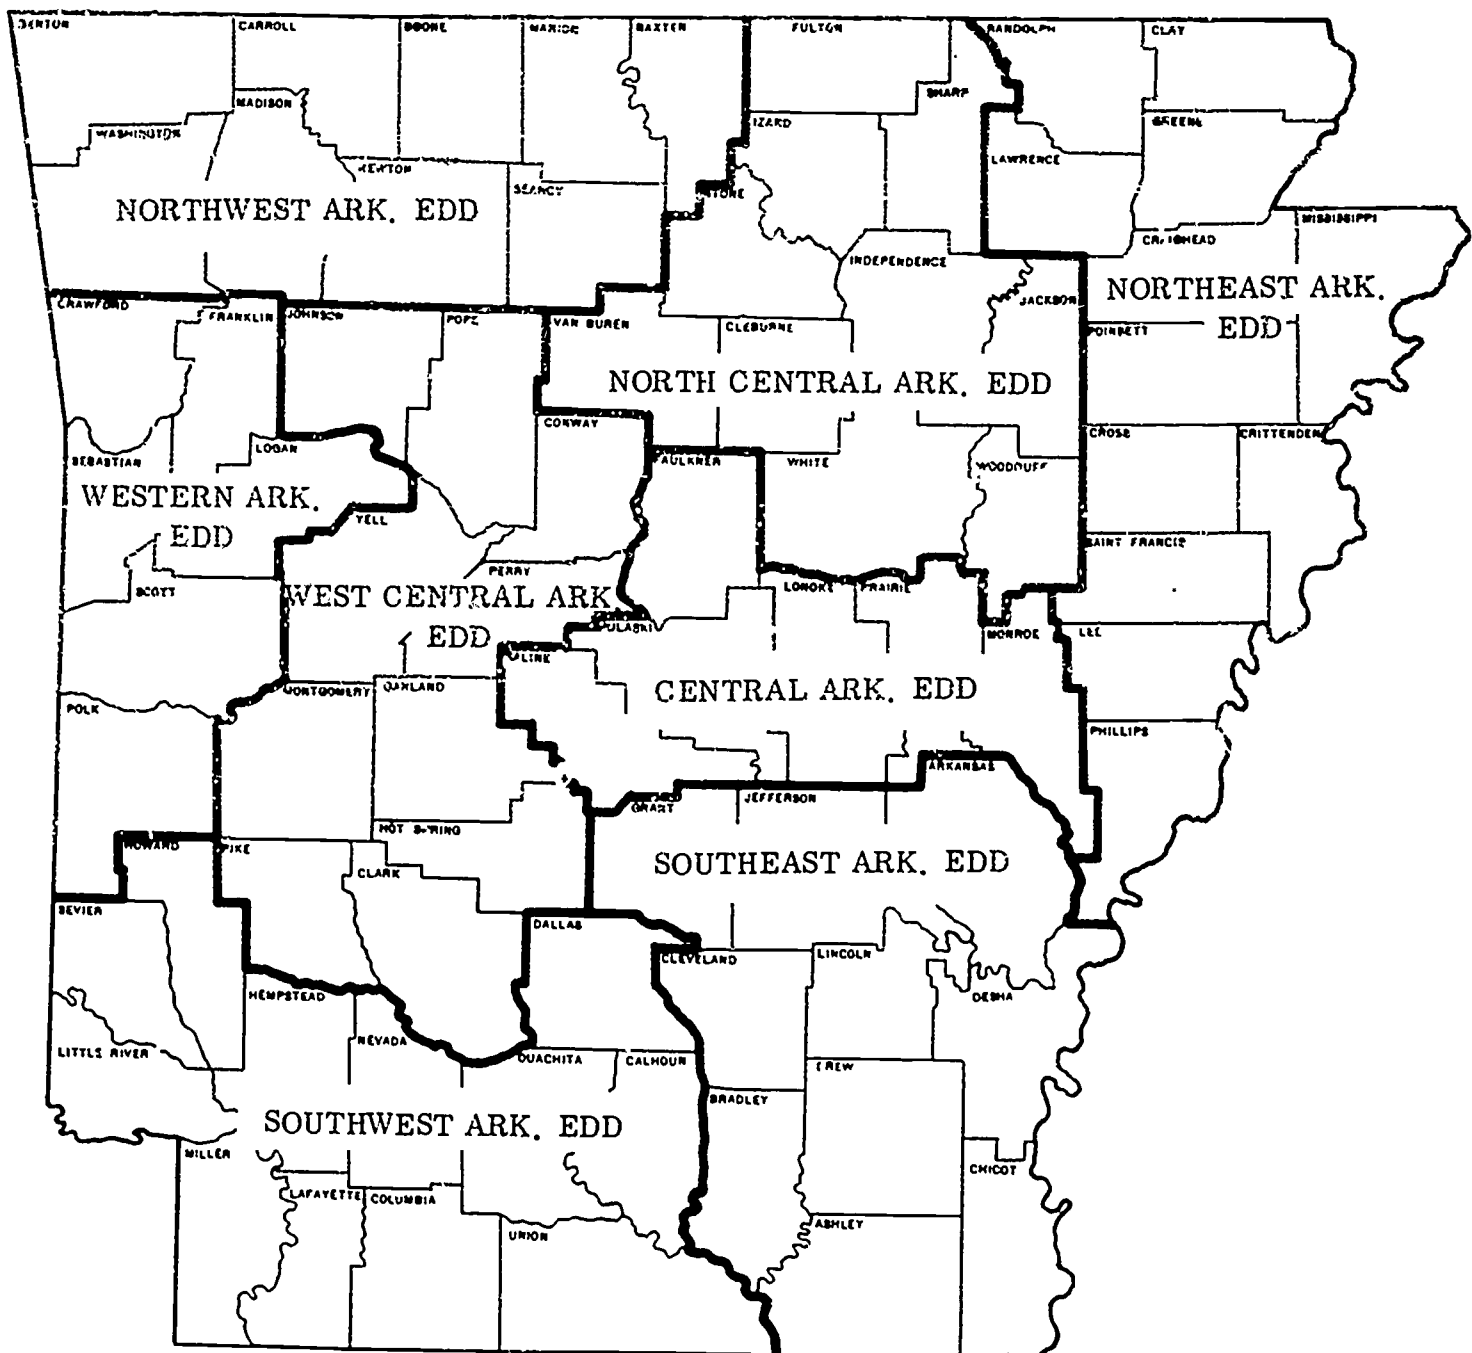 BENTON
CARROLL
BOONE
MARION
BAXTER
FULTON
RANDOLPH
CLAY
MADISON
SHARP
WASHINGTON
IZARD
GREENE
NEWTON
LAWRENCE
SEARCY
STONE
NORTHWEST ARK. EDD
MISSISSIPPI
CRAIGHEAD
INDEPENDENCE
NORTHEAST ARK.
EDD
CRAWFORD
FRANKLIN
JOHNSON
POPE
VAN BUREN
CLEBURNE
JACKSON
POINSETT
NORTH CENTRAL ARK. EDD
CONWAY
CROSS
CRITTENDEN
SEBASTIAN
LOGAN
FAULKNER
WHITE
WOODRUFF
WESTERN ARK.
EDD
YELL
SAINT FRANCIS
PERRY
SCOTT
LONOKE
PRAIRIE
WEST CENTRAL ARK
EDD
PULASKI
MONROE
LEE
ALINE
MONTGOMERY
GARLAND
CENTRAL ARK. EDD
POLK
PHILLIPS
ARKANSAS
GRANT
JEFFERSON
HOT SPRING
HOWARD
PIKE
CLARK
SOUTHEAST ARK. EDD
SEVIER
DALLAS
CLEVELAND
LINCOLN
HEMPSTEAD
DESHA
LITTLE RIVER
NEVADA
OUACHITA
CALHOUN
DREW
BRADLEY
SOUTHWEST ARK. EDD
MILLER
CHICOT
LAFAYETTE
COLUMBIA
UNION
ASHLEY